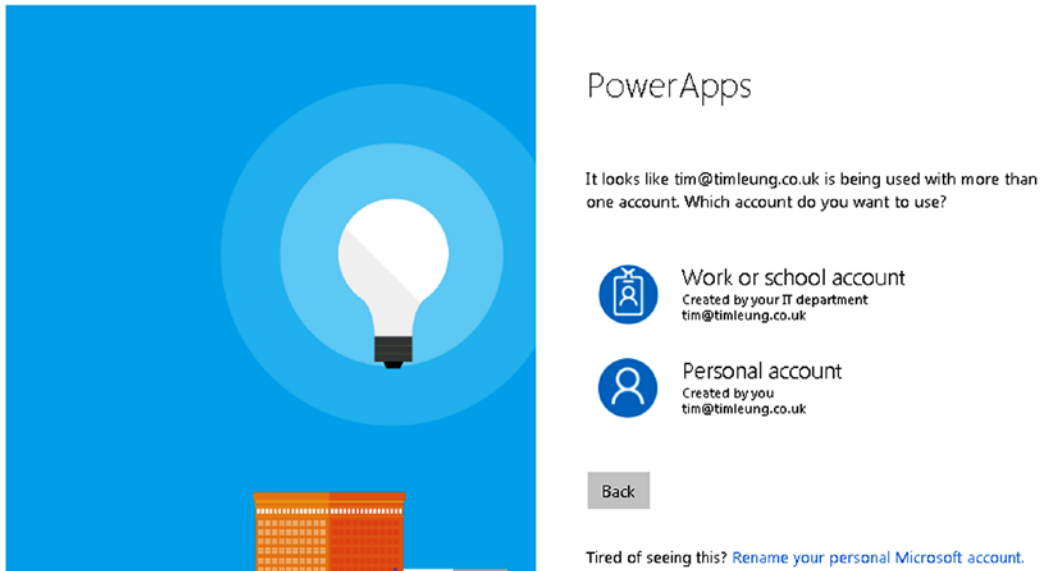 PowerApps
It looks like tim@timleung.co.uk is being used with more than
one account. Which account do you want to use?
Work or school account
Created by your IT department
tim@timleung.co.uk
Personal account
Created by you
tim@timleung.co.uk
Back
Tired of seeing this? Rename your personal Microsoft account.